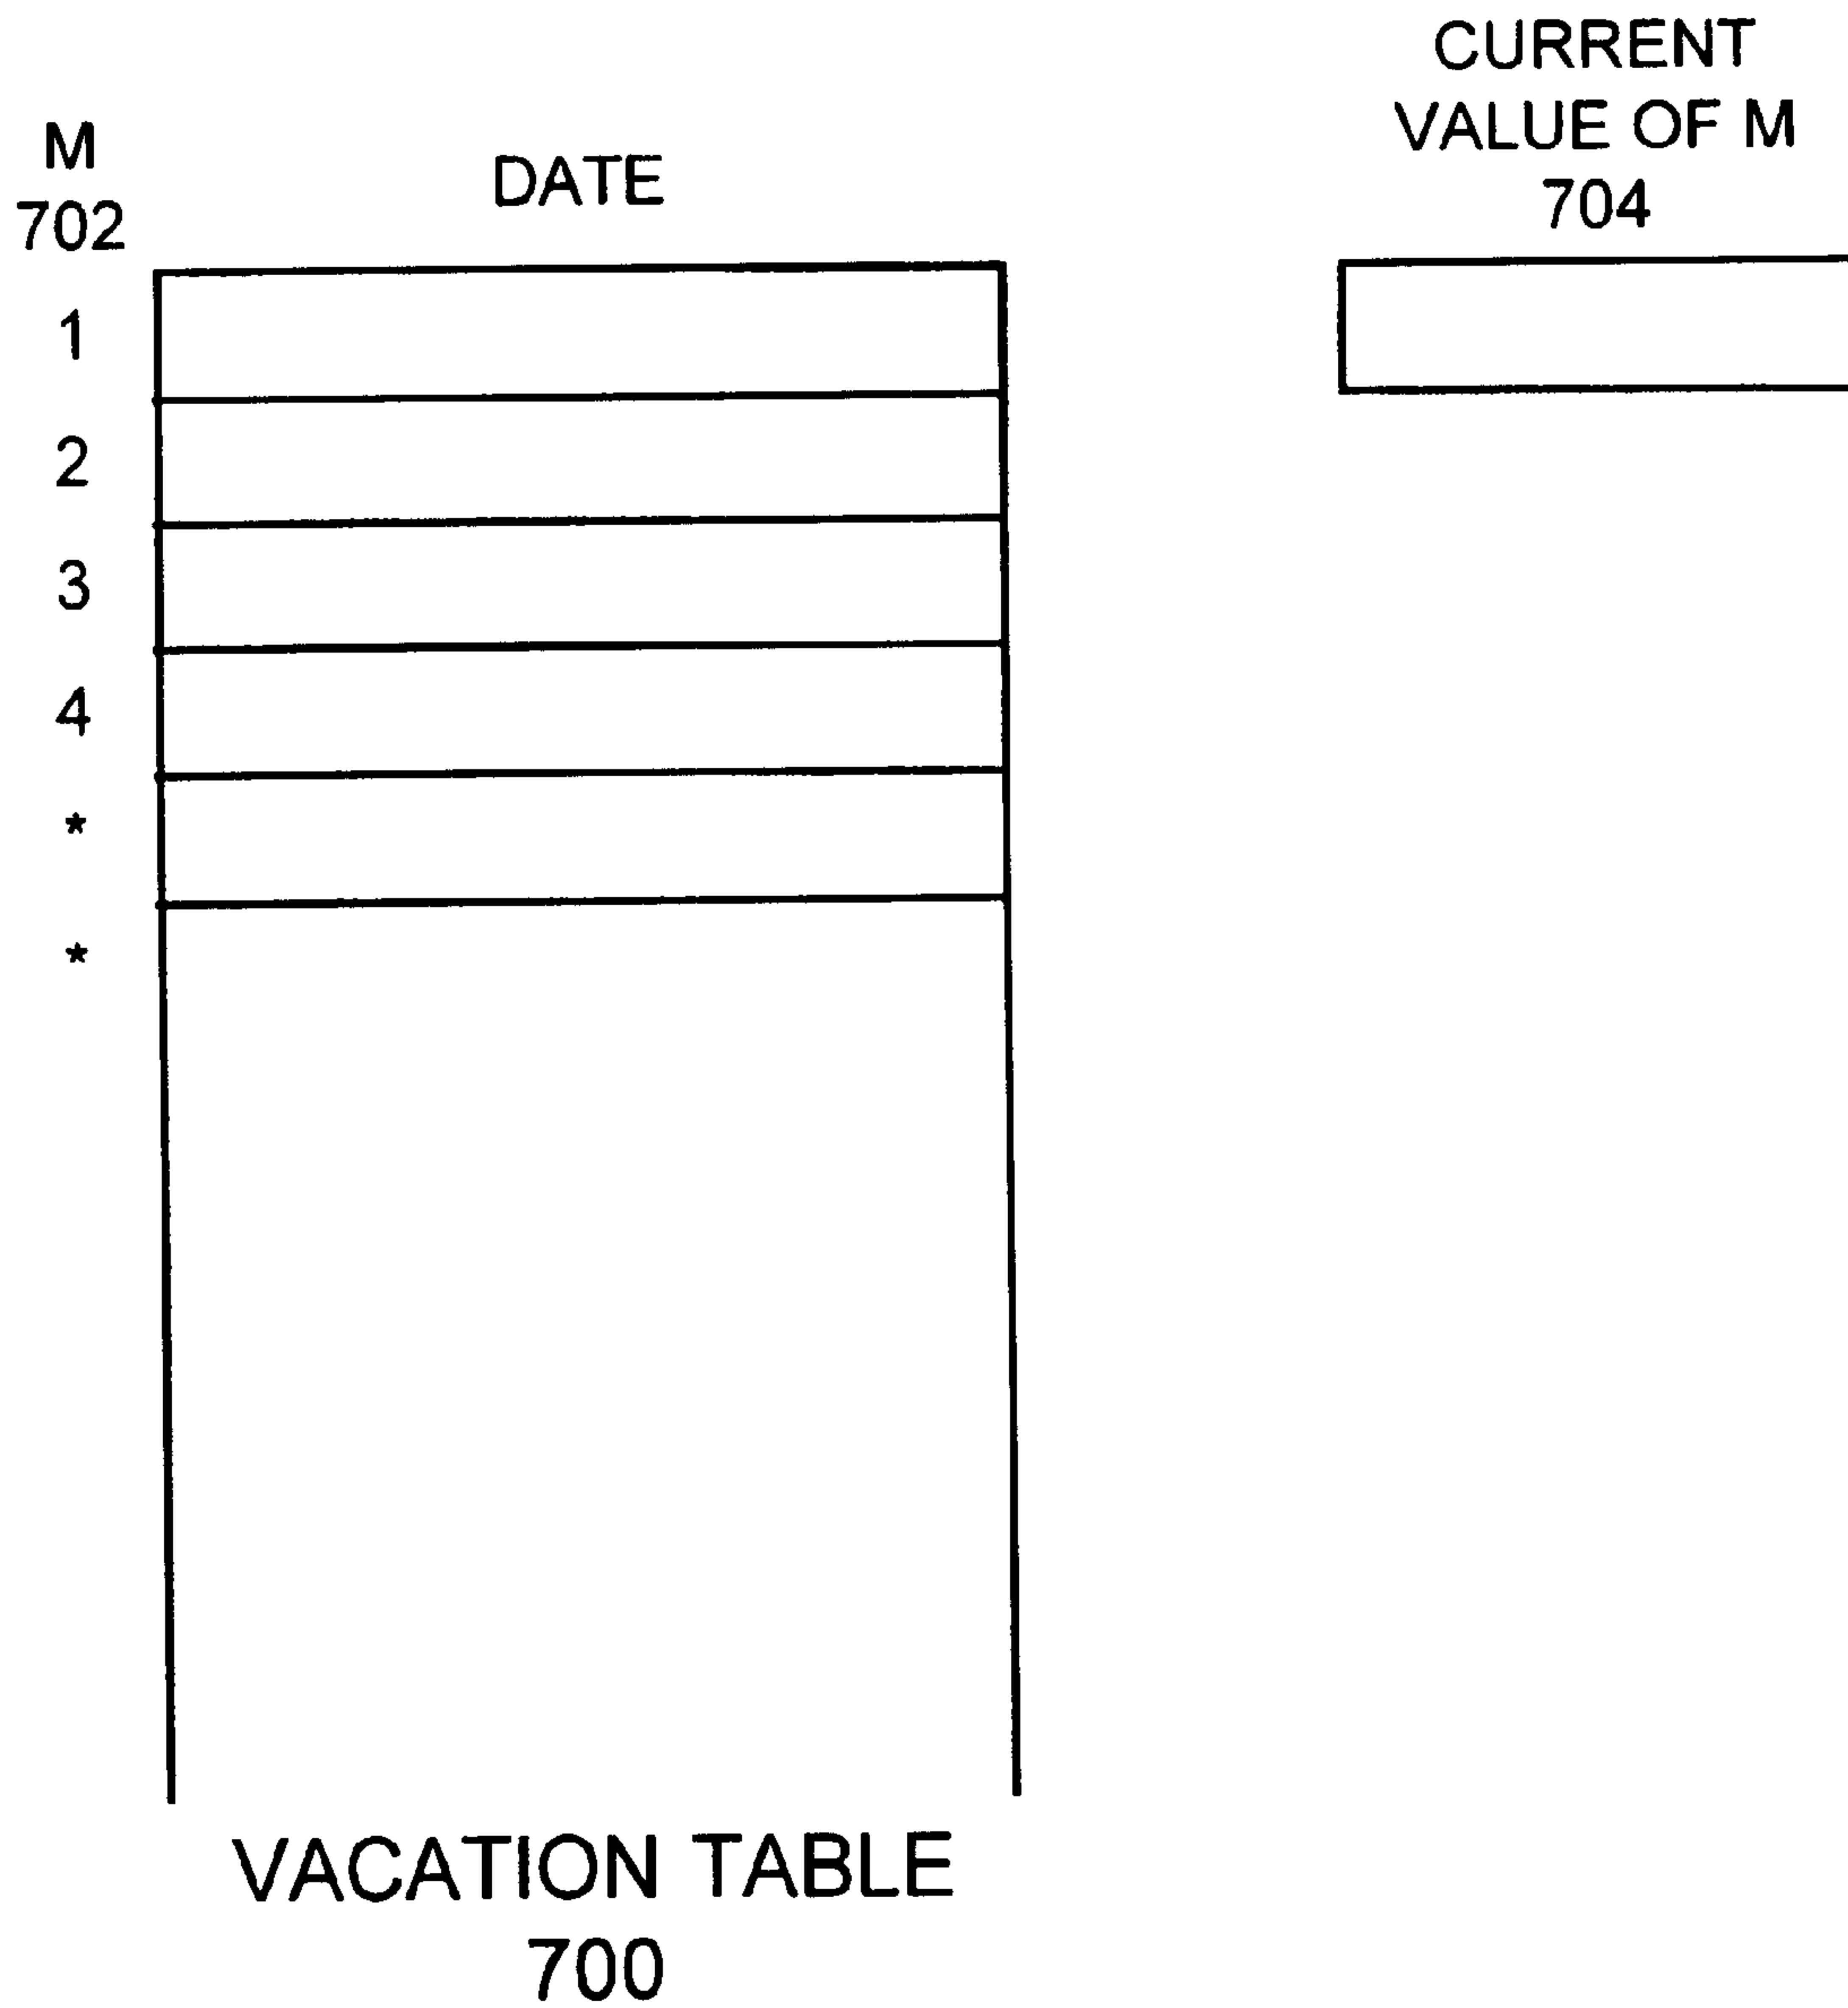 M
702
DATE
CURRENT
VALUE OF M
704
1
2
3
4
*
*
VACATION TABLE
700